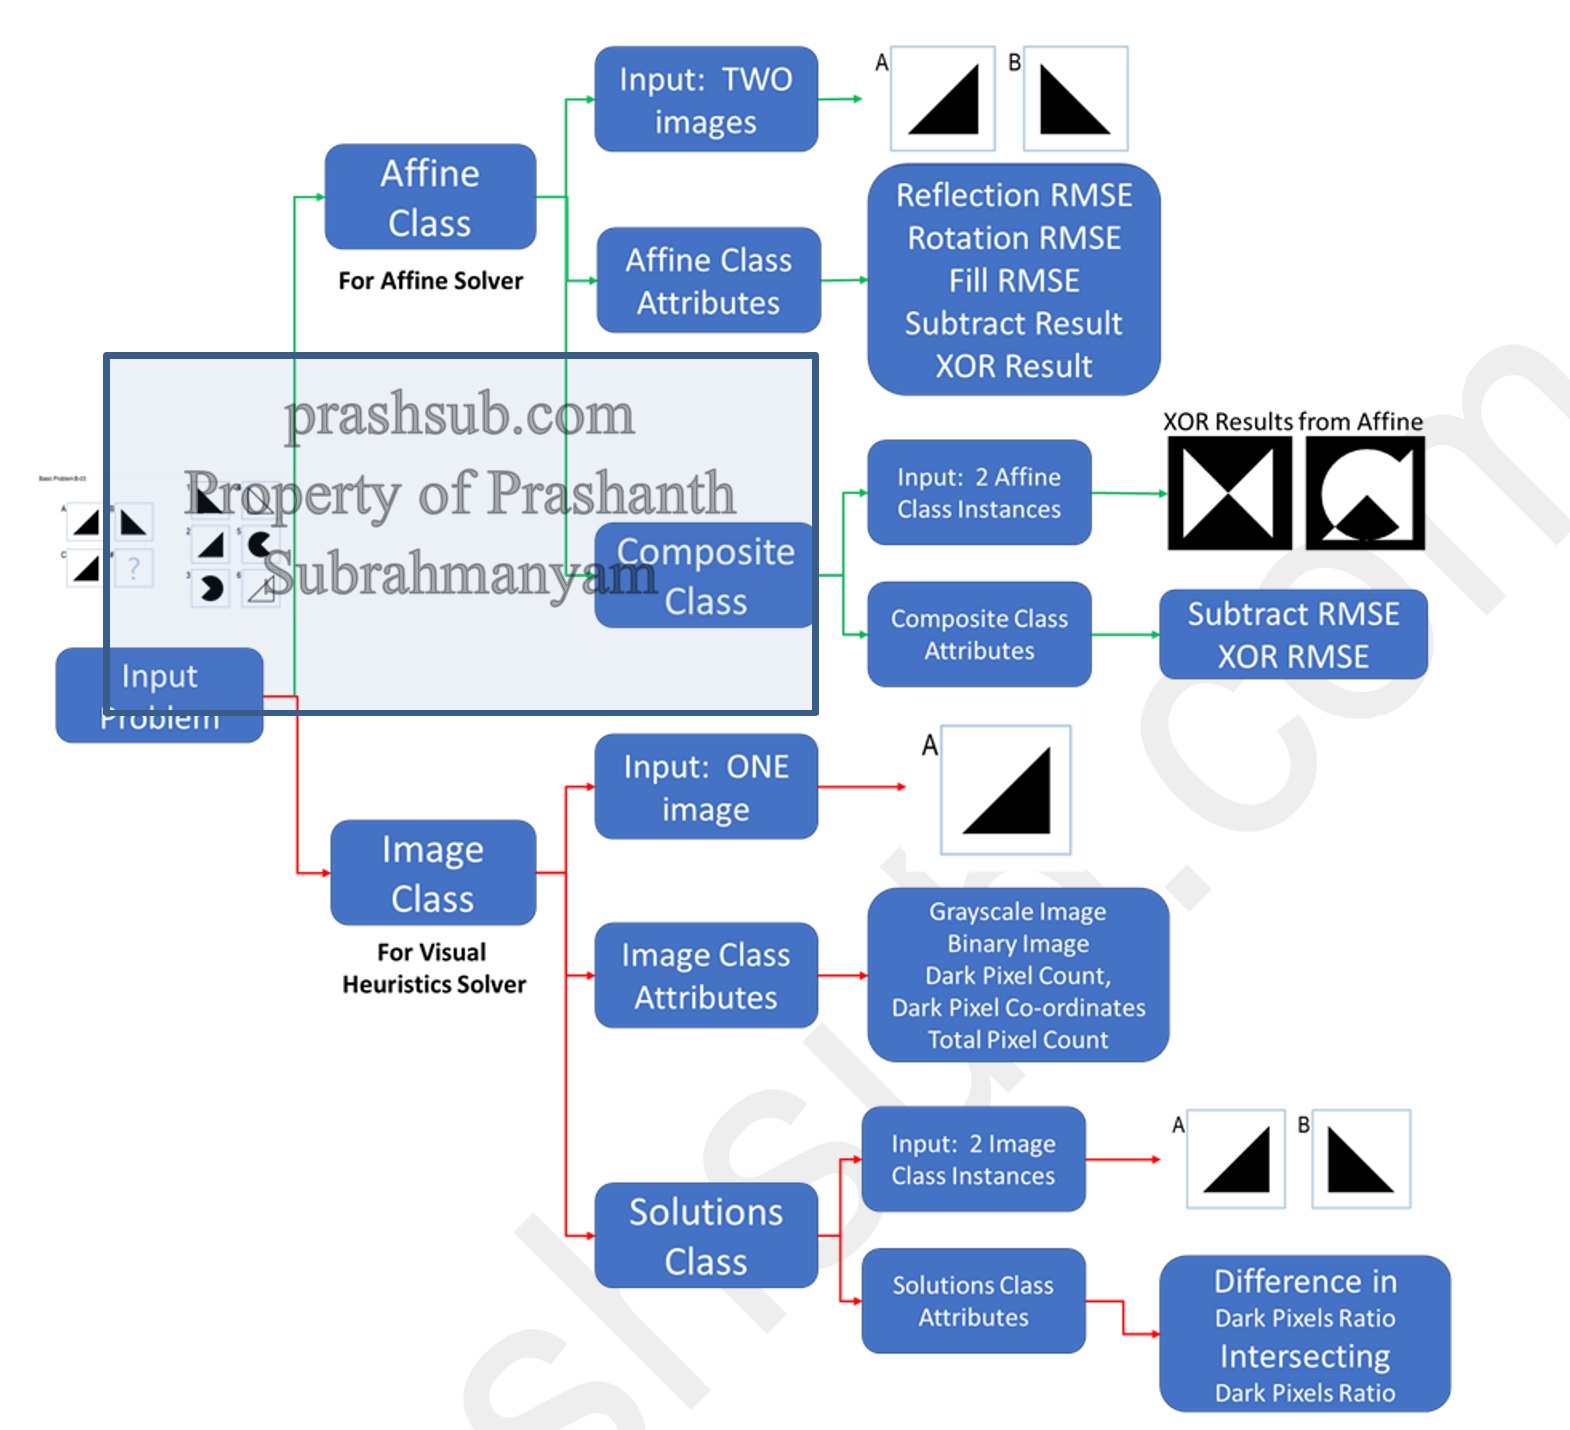 Input: TWO
images
A
B
Affine
Class
For Affine Solver
Affine Class
Attributes
Reflection RMSE
Rotation RMSE
Fill RMSE
Subtract Result
XOR Result
prashsub.com
Property of Prashanth
Subrahmanyam
Basic Problem B-03
A
B
C
?
1
2
3
5
6
Input
Problem
Composite
Class
Input: 2 Affine
Class Instances
XOR Results from Affine
Composite Class
Attributes
Subtract RMSE
XOR RMSE
Input: ONE
image
A
Image
Class
For Visual
Heuristics Solver
Image Class
Attributes
Grayscale Image
Binary Image
Dark Pixel Count,
Dark Pixel Co-ordinates
Total Pixel Count
Solutions
Class
Input: 2 Image
Class Instances
A
B
Solutions Class
Attributes
Difference in
Dark Pixels Ratio
Intersecting
Dark Pixels Ratio
shsub.com